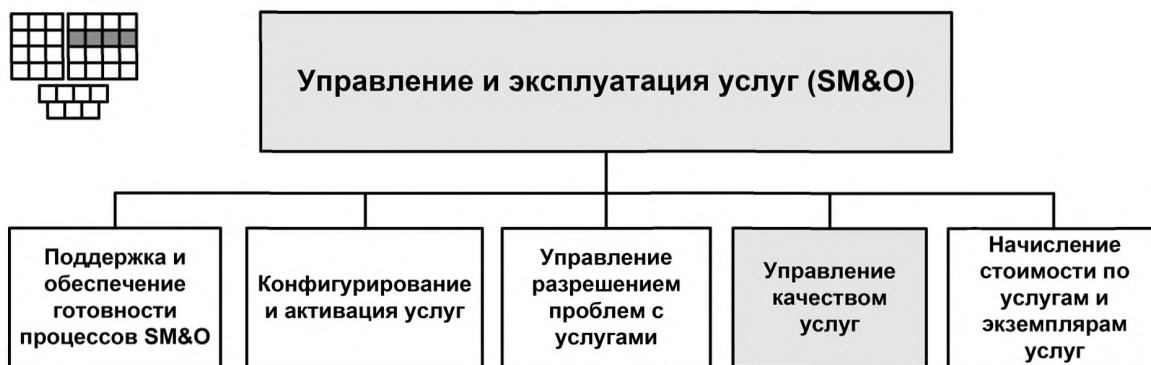 Управление и эксплуатация услуг (SM&O)
Поддержка и
обеспечение
готовности
процессов SM&O
Конфигурирование
и активация услуг
Управление
разрешением
проблем с
услугами
Управление
качеством
услуг
Начисление
стоимости по
услугам и
экземплярам
услуг